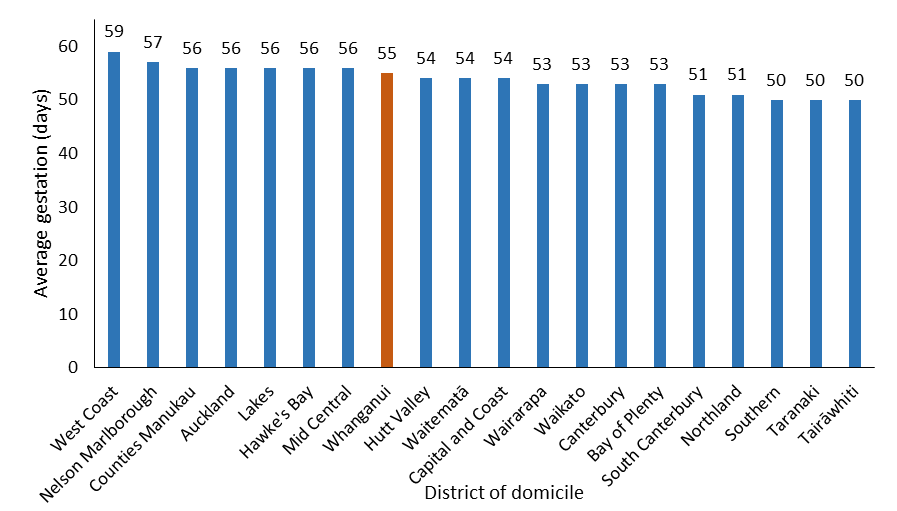 Average gestation (days)
60
50
40
30
20
10
0
59
57
56
56
56
56
56
55
54
54
54
53
53
53
53
51
51
50
50
50
West Coast
Nelson Marlborough
Counties Manukau
Auckland
Lakes
Hawke's Bay
Mid Central
Whanganui
Hutt Valley
Waitematā
Capital and Coast
Wairarapa
Waikato
Canterbury
Bay of Plenty
South Canterbury
Northland
Southern
Taranaki
Tairāwhiti
District of domicile